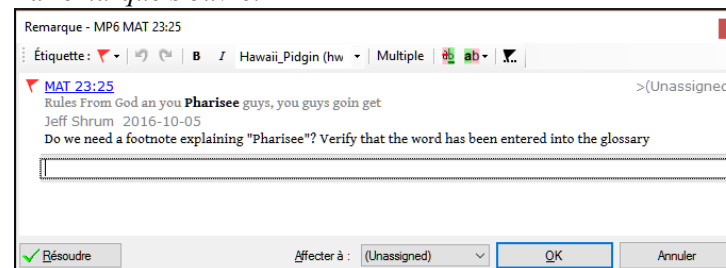 Remarque - MP6 MAT 23:25
Étiquette: B I Hawaii_Pidgin (hw Multiple ab ab
MAT 23:25 >(Unassigned
Rules From God an you Pharisee guys, you guys goin get
Jeff Shrum 2016-10-05
Do we need a footnote explaining "Pharisee"? Verify that the word has been entered into the glossary
Résoudre Affecter à : (Unassigned) OK Annuler